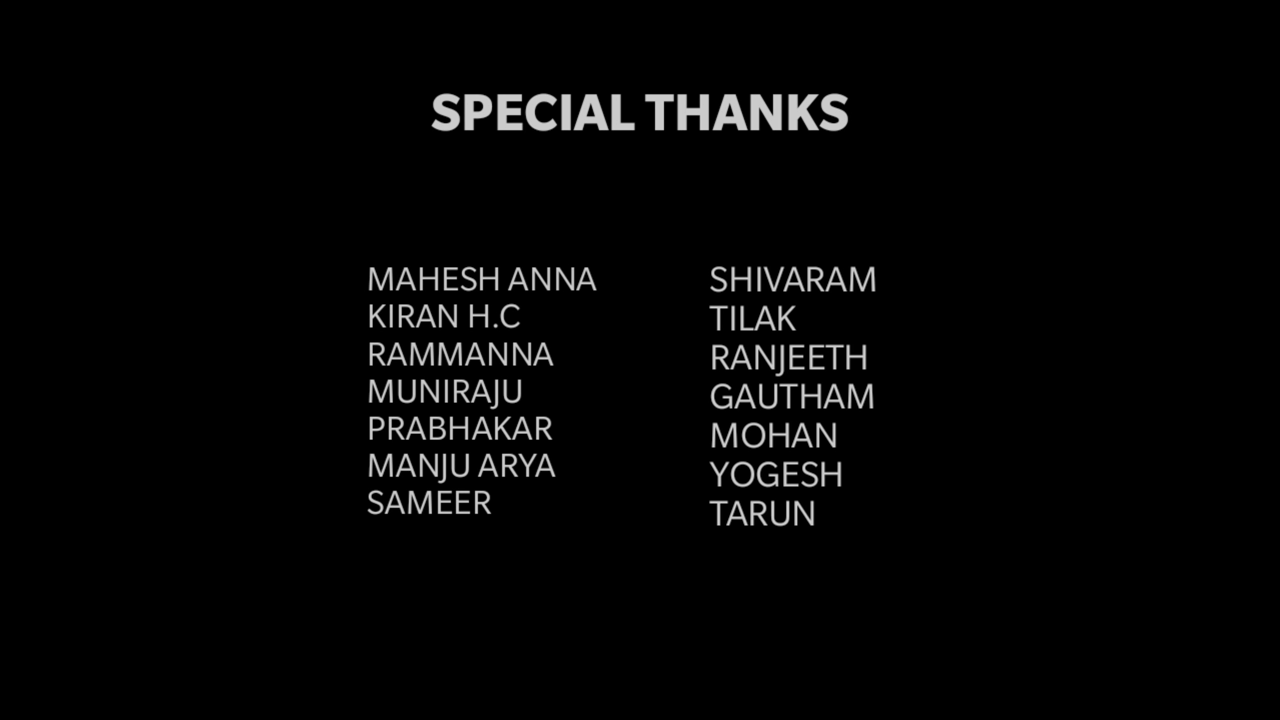 SPECIAL THANKS
MAHESH ANNA
KIRAN H.C
RAMMANNA
MUNIRAJU
PRABHAKAR
MANJU ARYA
SAMEER
SHIVARAM
TILAK
RANJEETH
GAUTHAM
MOHAN
YOGESH
TARUN